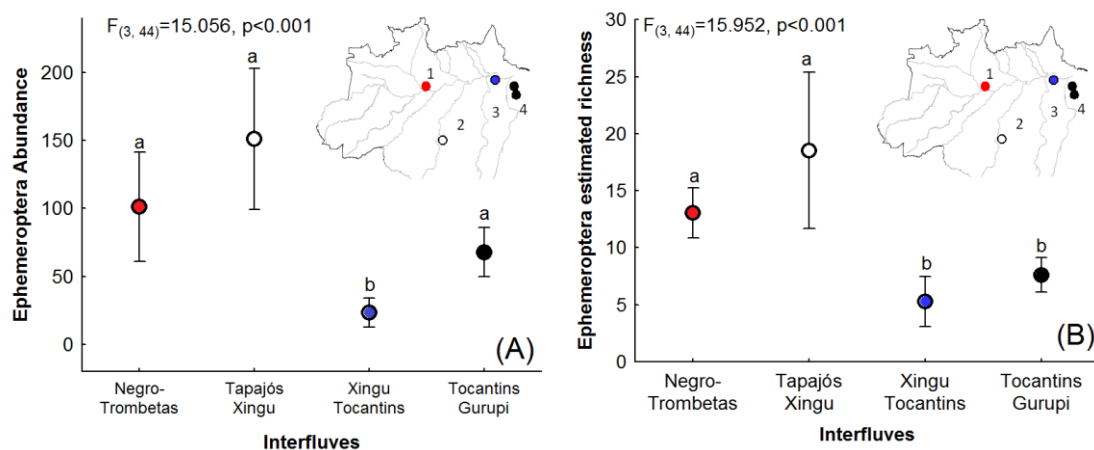 F(3, 44)=15.056, p<0.001
Ephemeroptera Abundance
200
150
100
50
0
a
a
b
a
1
2
3
4
(A)
Negro-
Trombetas
Tapajós
Xingu
Xingu
Tocantins
Tocantins
Gurupi
Interfluves
F(3, 44)=15.952, p<0.001
Ephemeroptera estimated richness
30
25
20
15
10
5
0
a
a
b
b
1
2
3
4
(B)
Negro-
Trombetas
Tapajós
Xingu
Xingu
Tocantins
Tocantins
Gurupi
Interfluves